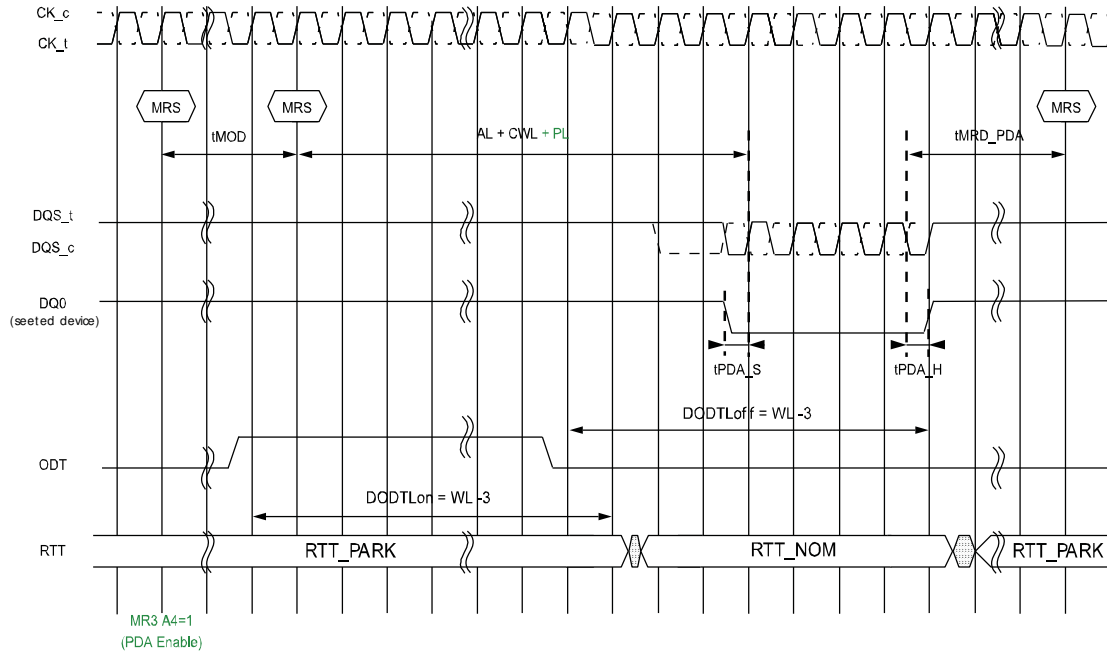 CK_c
CK_t
MRS
MRS
MRS
tMOD
AL + CWL + PL
tMRD_PDA
DQS_t
DQS_c
DQ0
(seeted device)
tPDA_S
tPDA_H
DODTLoff = WL -3
ODT
DODTLon = WL -3
RTT
RTT_PARK
RTT_NOM
RTT_PARK
MR3 A4=1
(PDA Enable)